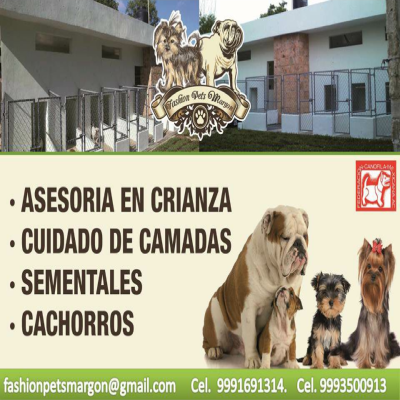 Fashion Pets Margon
• ASESORIA EN CRIANZA
• CUIDADO DE CAMADAS
• SEMENTALES
• CACHORROS
fashionpetsmargon@gmail.com Cel. 9991691314. Cel. 9993500913